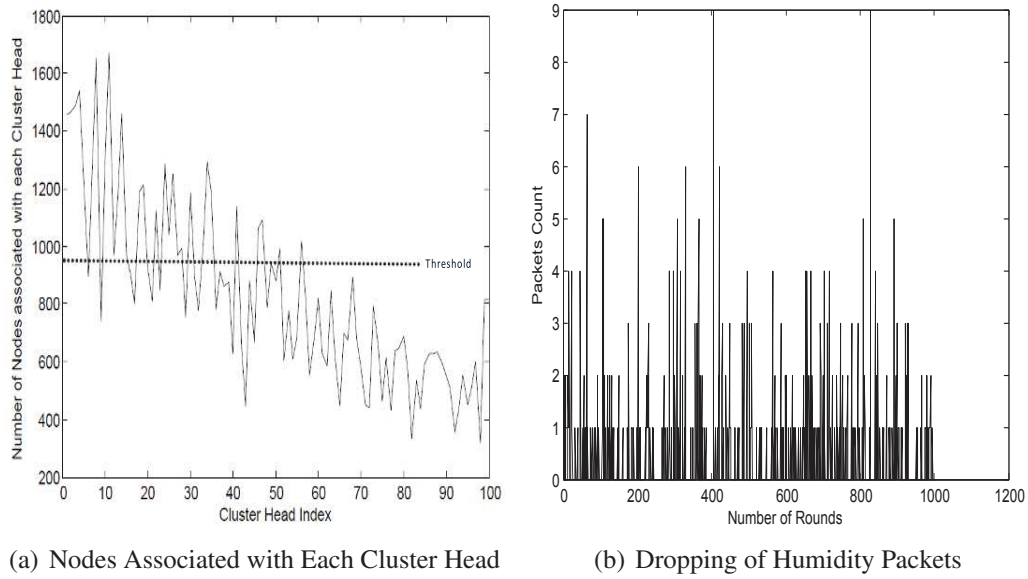 1800
1600
1400
1200
1000
800
600
400
200
Number of Nodes associated with each Cluster Head
Threshold
0 10 20 30 40 50 60 70 80 90 100
Cluster Head Index
(a) Nodes Associated with Each Cluster Head
9
8
7
6
5
4
3
2
1
0
Packets Count
0 200 400 600 800 1000 1200
Number of Rounds
(b) Dropping of Humidity Packets